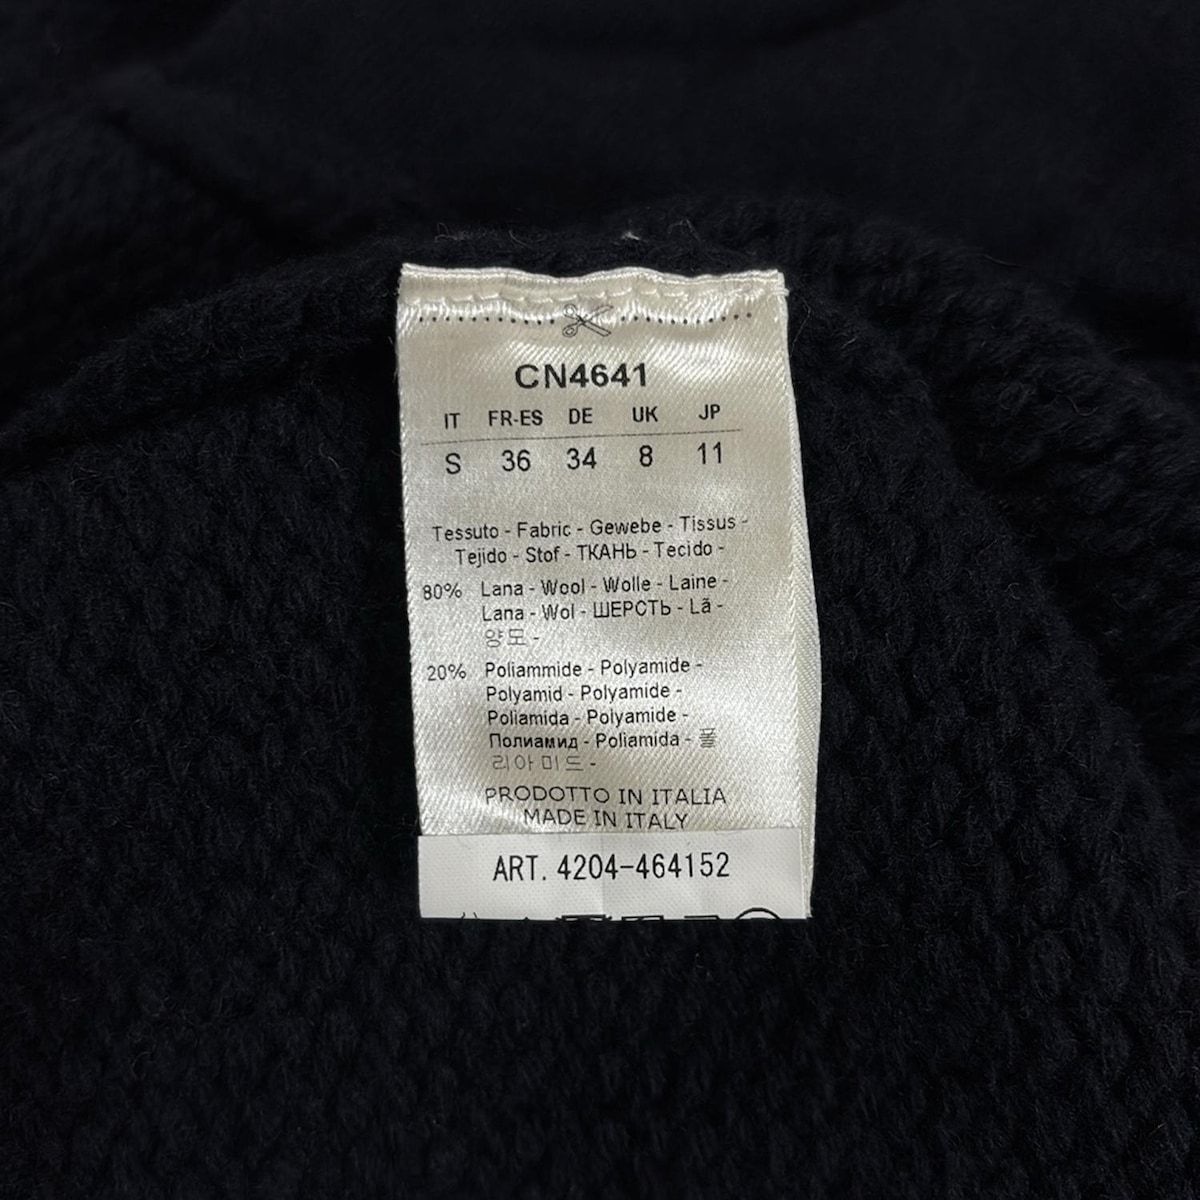 CN4641
IT FR-ES DE UK JP
S 36 34 8 11
Tessuto - Fabric - Gewebe - Tissus -
Tejido - Stof - ТКАНЬ - Tecido -
80% Lana - Wool - Wolle - Laine -
Lana - Wol - ШЕРСТЬ - Lã -
양모 -
20% Poliammide - Polyamide -
Polyamid - Polyamide -
Poliamida - Polyamide -
Полиамид - Poliamida - 폴
리아미드 -
PRODOTTO IN ITALIA
MADE IN ITALY
ART. 4204-464152